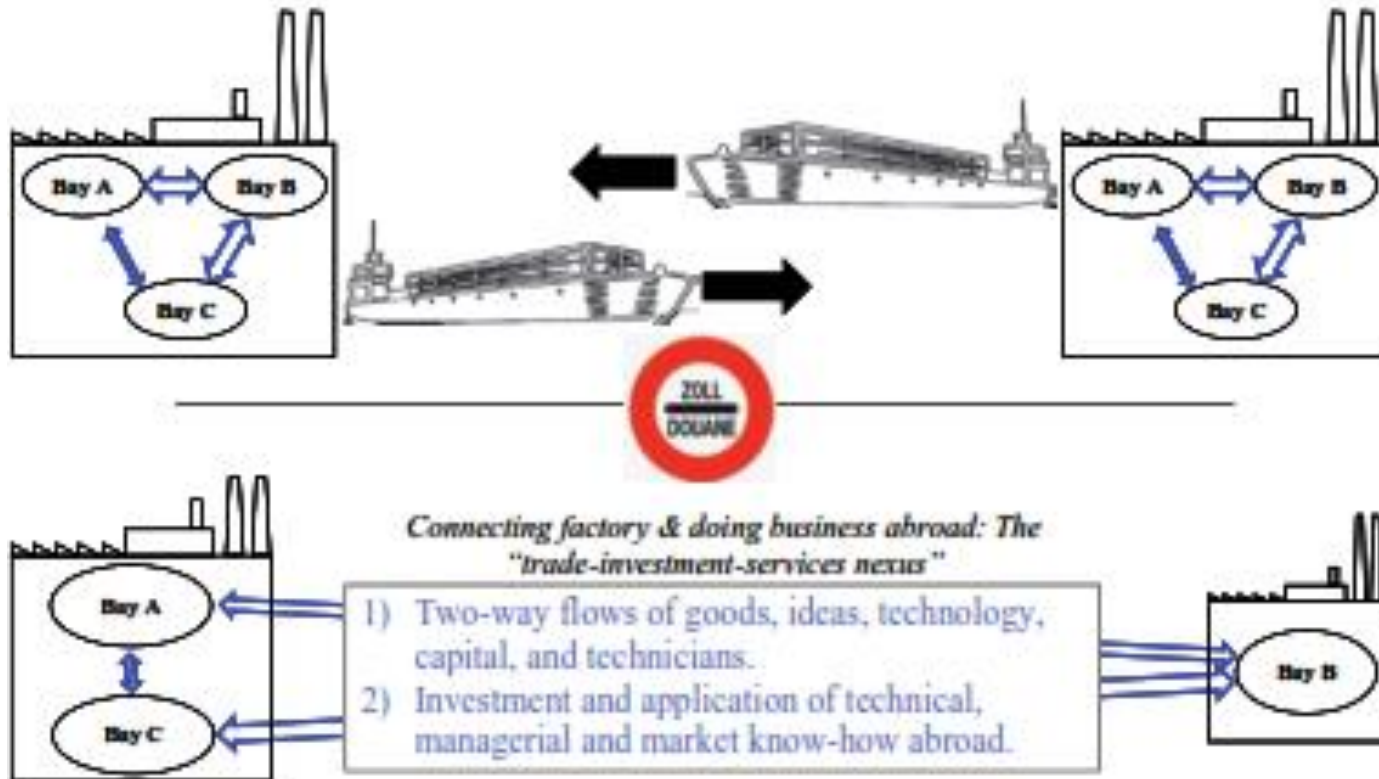 Bay A
Bay B
Bay C
Bay A
Bay B
Bay C
ZOLL
DOUANE
Connecting factory & doing business abroad: The
“trade-investment-services nexus”
Bay A
1) Two-way flows of goods, ideas, technology,
capital, and technicians.
Bay B
2) Investment and application of technical,
managerial and market know-how abroad.
Bay C